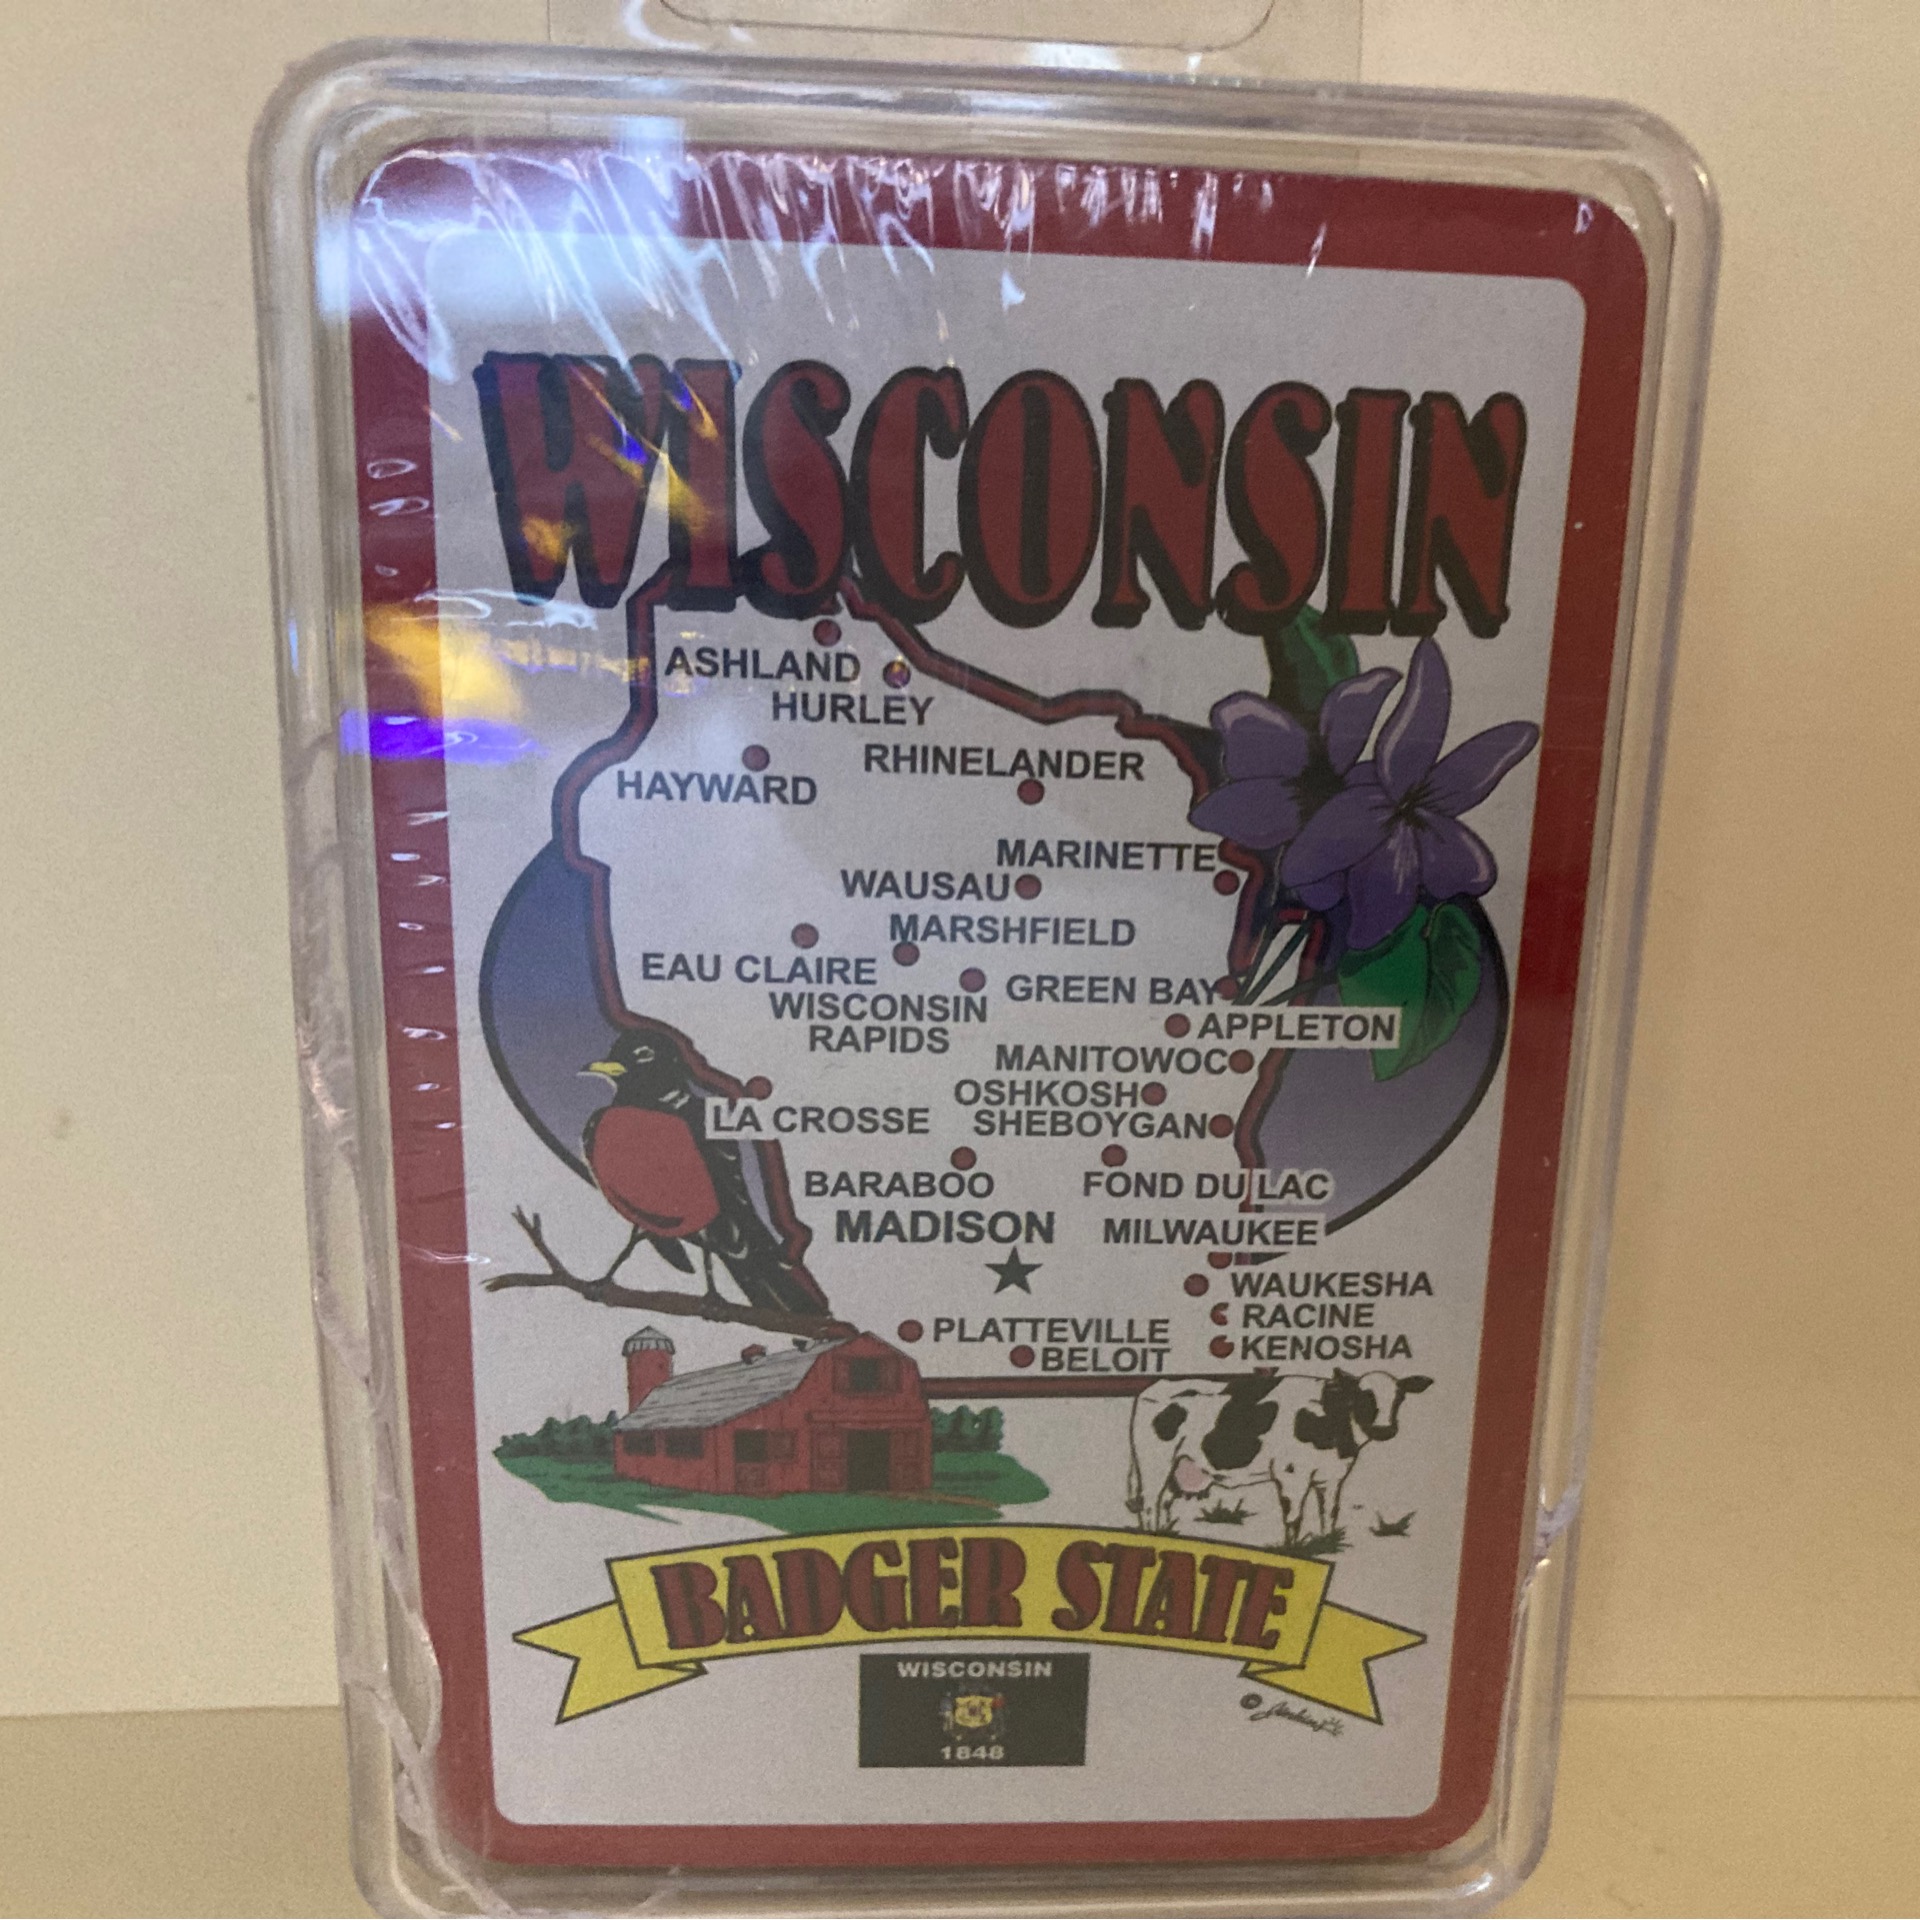 WISCONSIN
ASHLAND
HURLEY
RHINELANDER
HAYWARD
MARINETTE
WAUSAU
MARSHFIELD
EAU CLAIRE
GREEN BAY
WISCONSIN
RAPIDS
APPLETON
MANITOWOC
OSHKOSH
LA CROSSE SHEBOYGAN
BARABOO FOND DU LAC
MADISON MILWAUKEE
WAUKESHA
RACINE
PLATTEVILLE
KENOSHA
BELOIT
BADGER STATE
WISCONSIN
1848
©